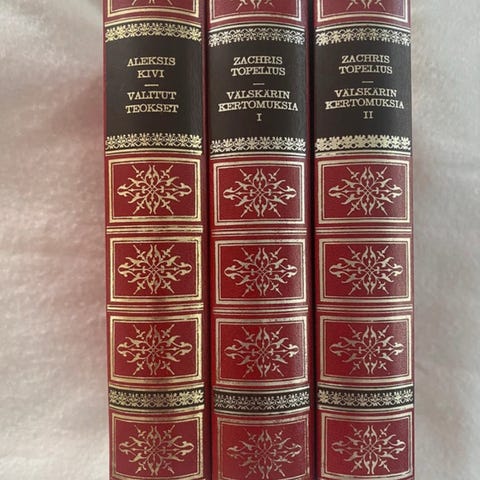 ALEKSIS
KIVI
VALITUT
TEOKSET
ZACHRIS
TOPELIUS
VÄLSKÄRIN
KERTOMUKSIA
I
ZACHRIS
TOPELIUS
VÄLSKÄRIN
KERTOMUKSIA
II